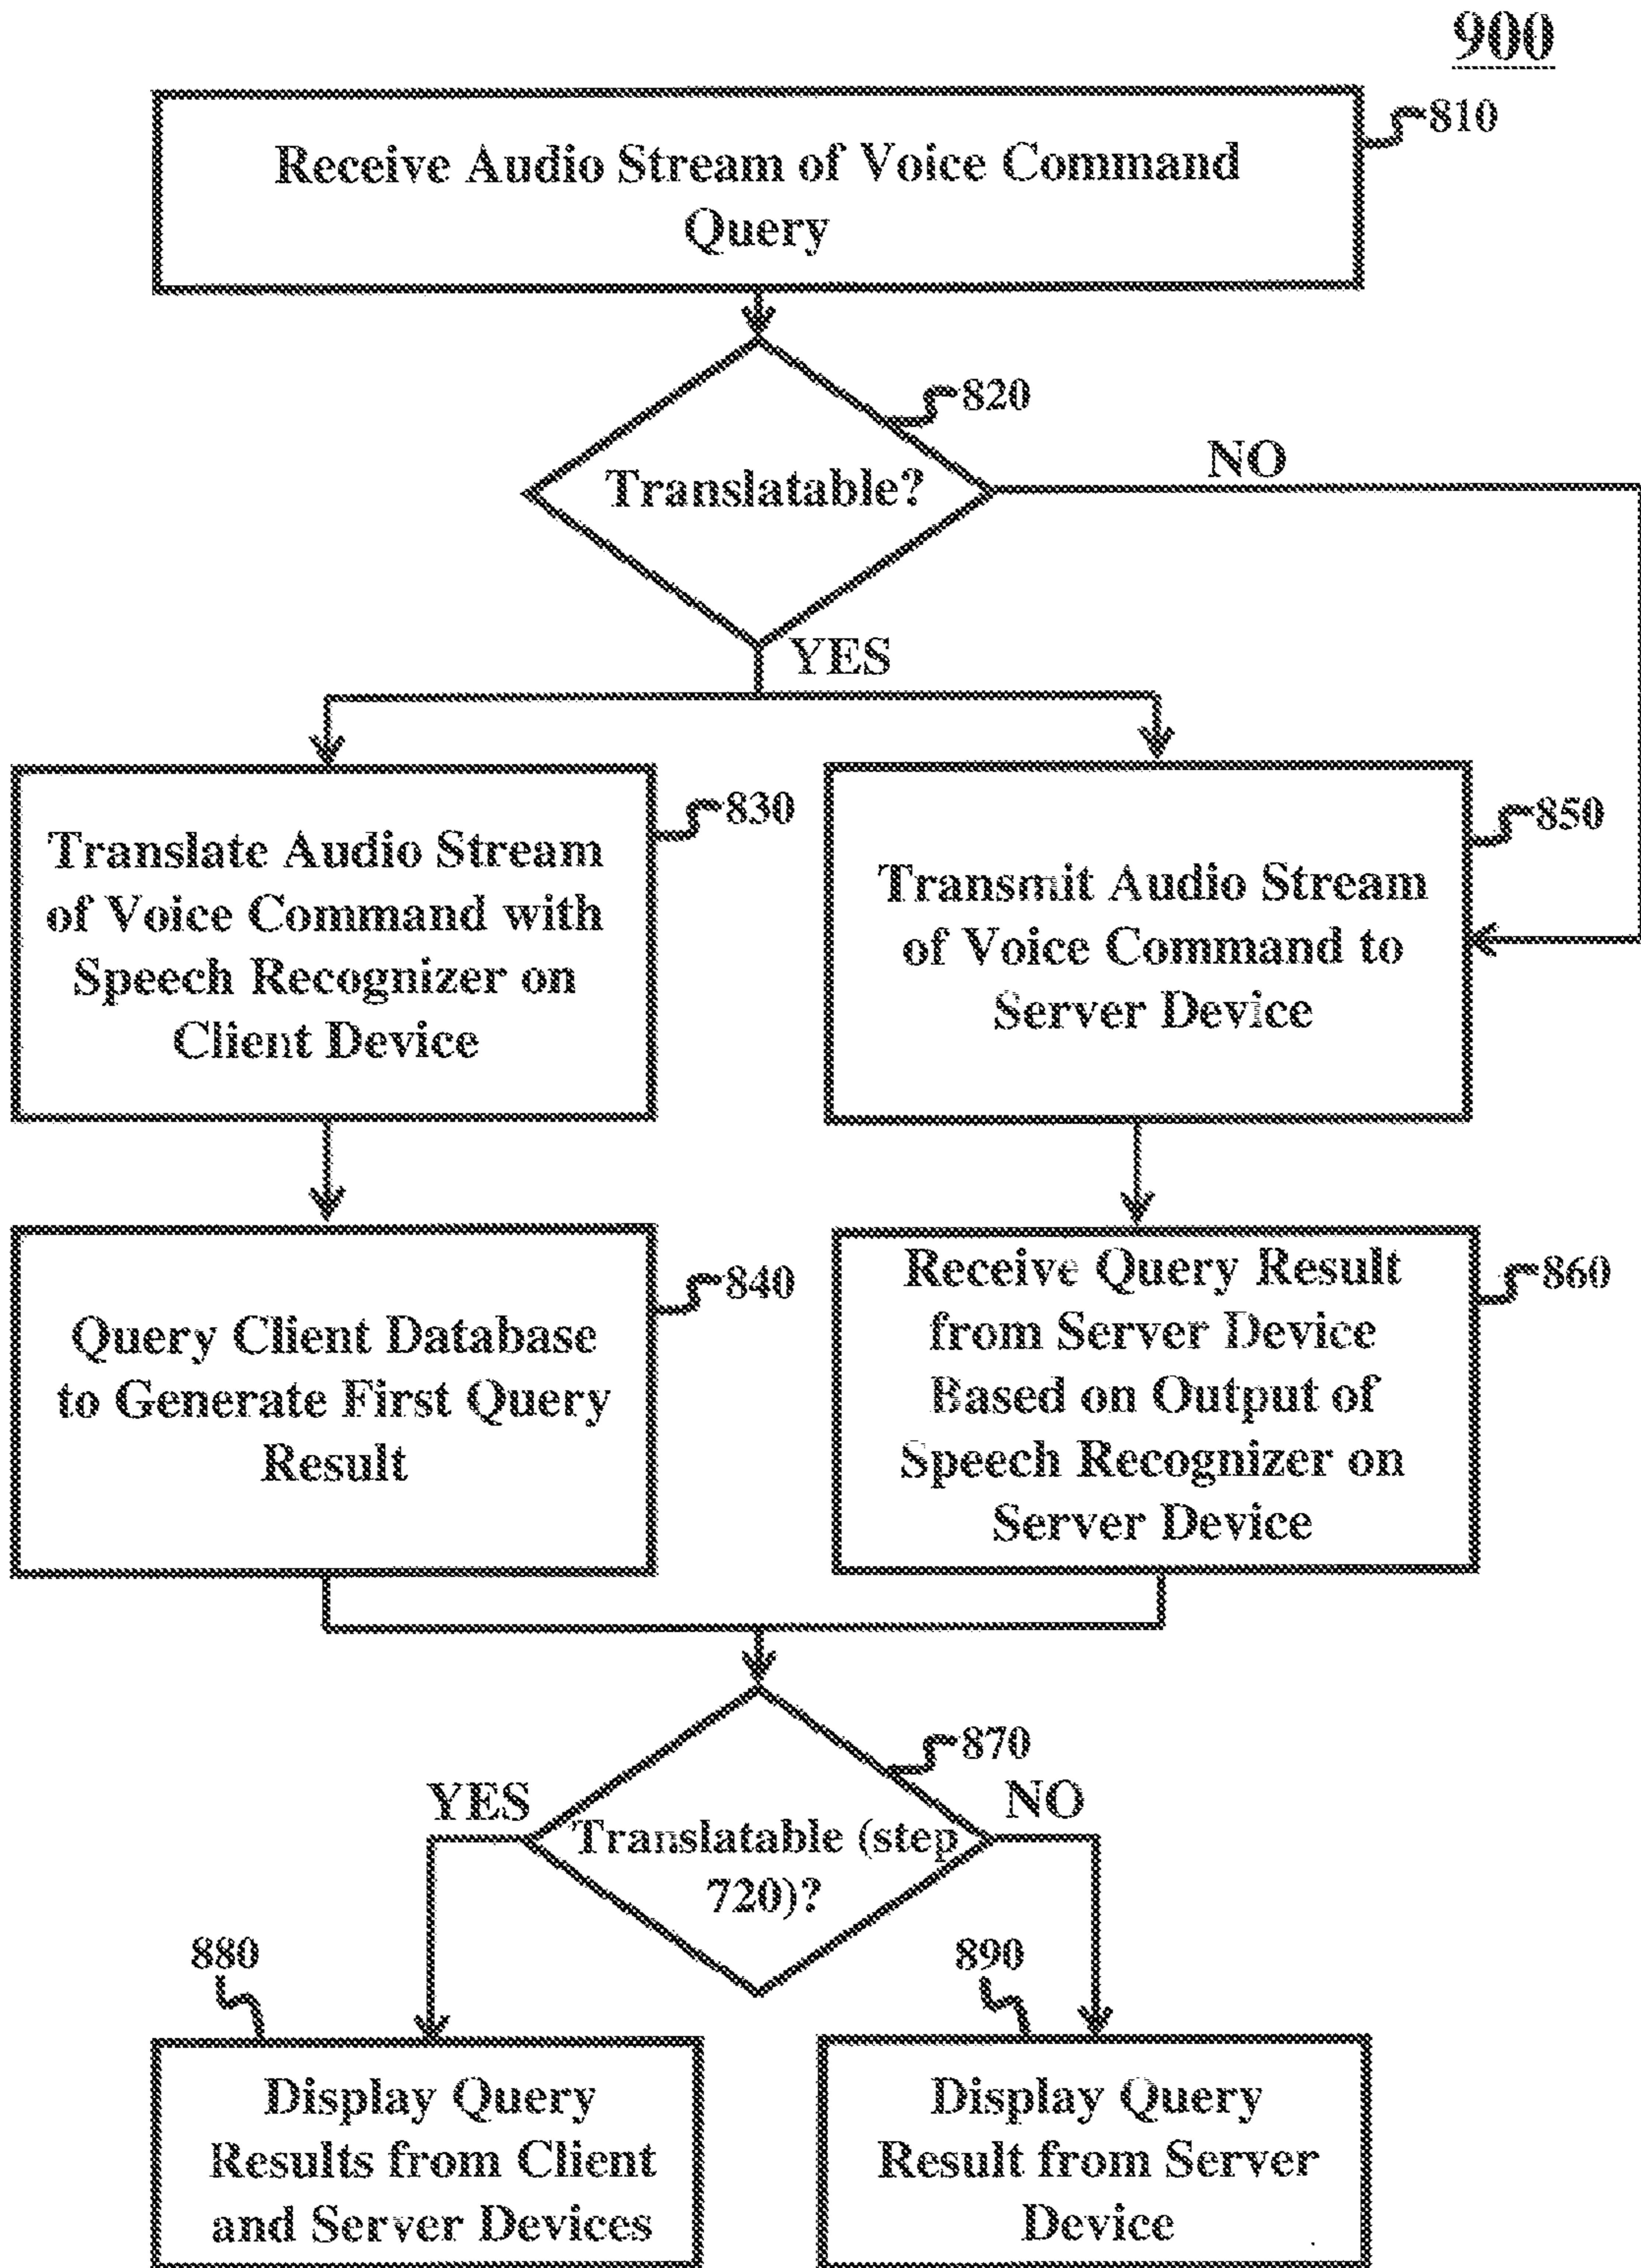 900
810
Receive Audio Stream of Voice Command
Query
820
Translatable?
NO
YES
830
Translate Audio Stream
of Voice Command with
Speech Recognizer on
Client Device
850
Transmit Audio Stream
of Voice Command to
Server Device
840
Query Client Database
to Generate First Query
Result
860
Receive Query Result
from Server Device
Based on Output of
Speech Recognizer on
Server Device
870
YES
NO
Translatable (step
720)?
880
890
Display Query
Results from Client
and Server Devices
Display Query
Result from Server
Device